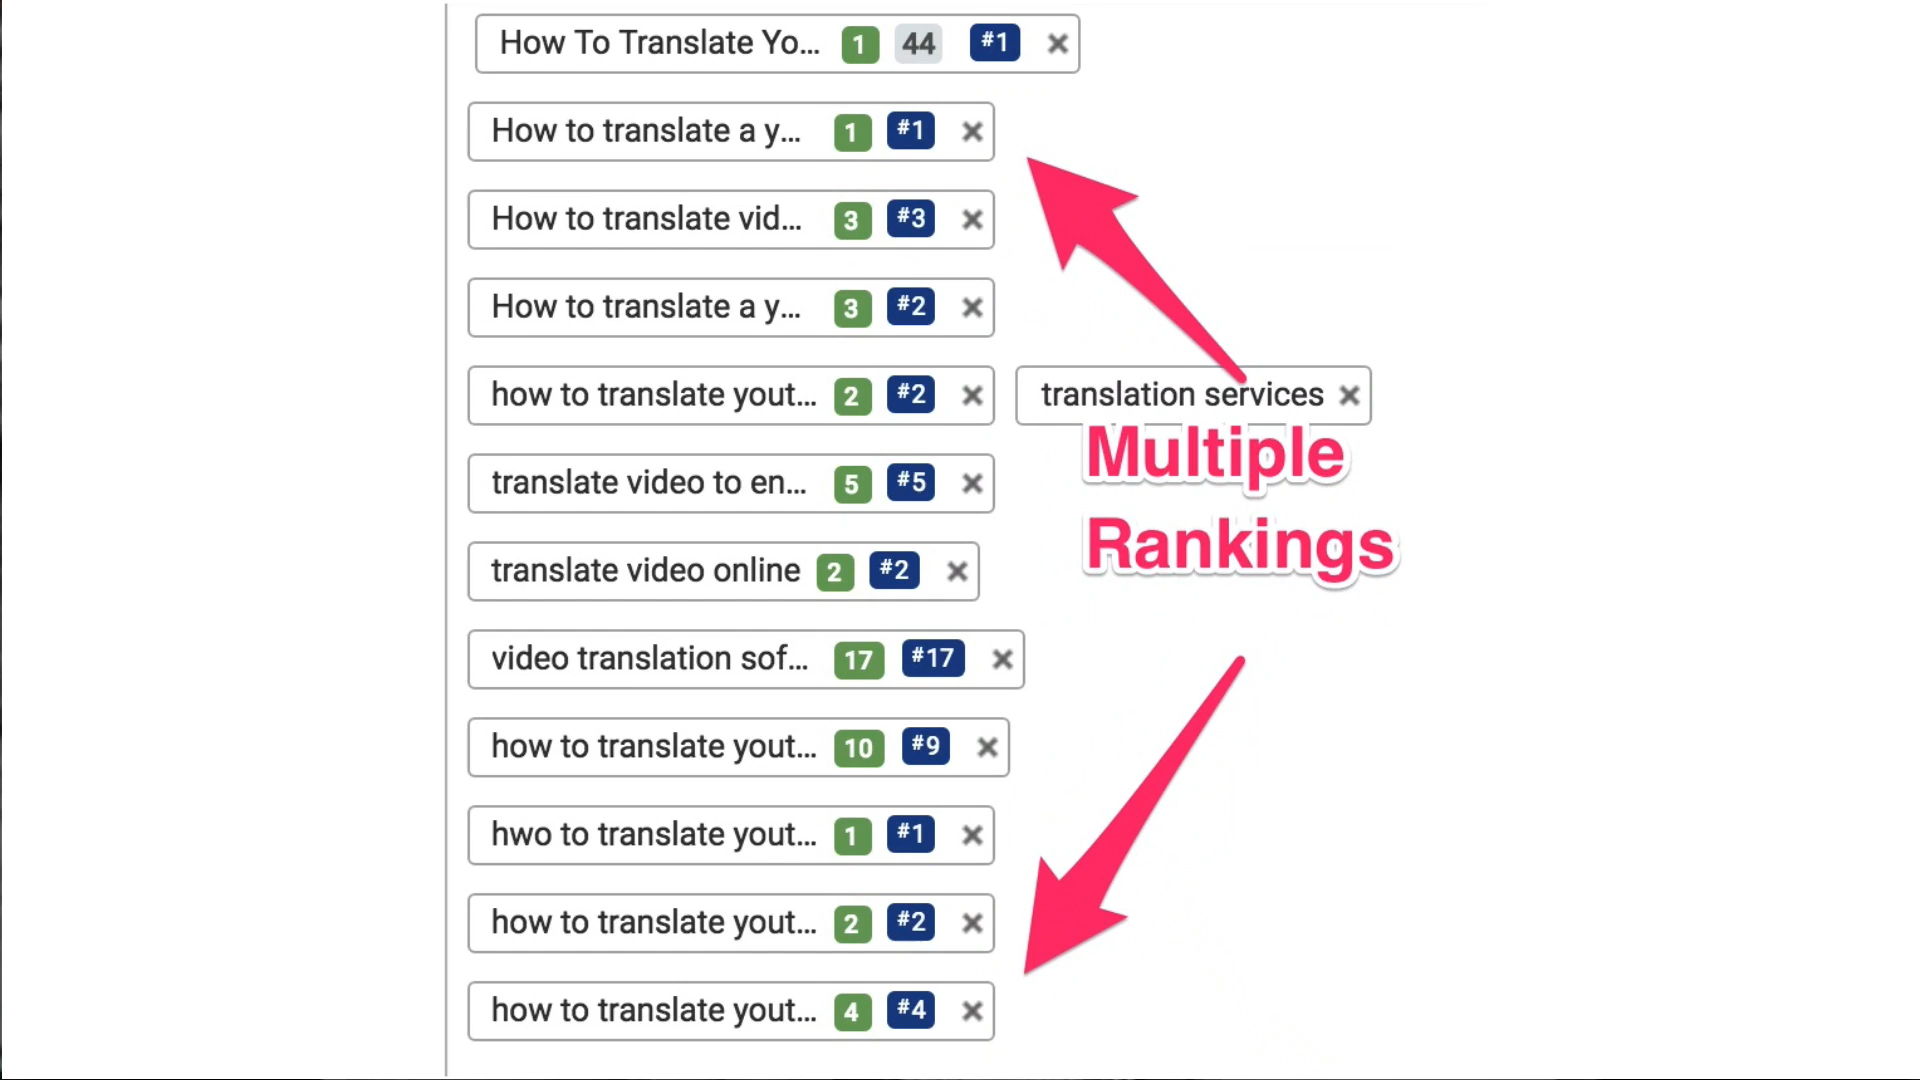 How To Translate Yo... 1 44 #1 ×
How to translate a y... 1 #1 ×
How to translate vid... 3 #3 ×
How to translate a y... 3 #2 ×
how to translate yout... 2 #2 × translation services ×
Multiple
Rankings
translate video to en... 5 #5 ×
translate video online 2 #2 ×
video translation sof... 17 #17 ×
how to translate yout... 10 #9 ×
hwo to translate yout... 1 #1 ×
how to translate yout... 2 #2 ×
how to translate yout... 4 #4 ×